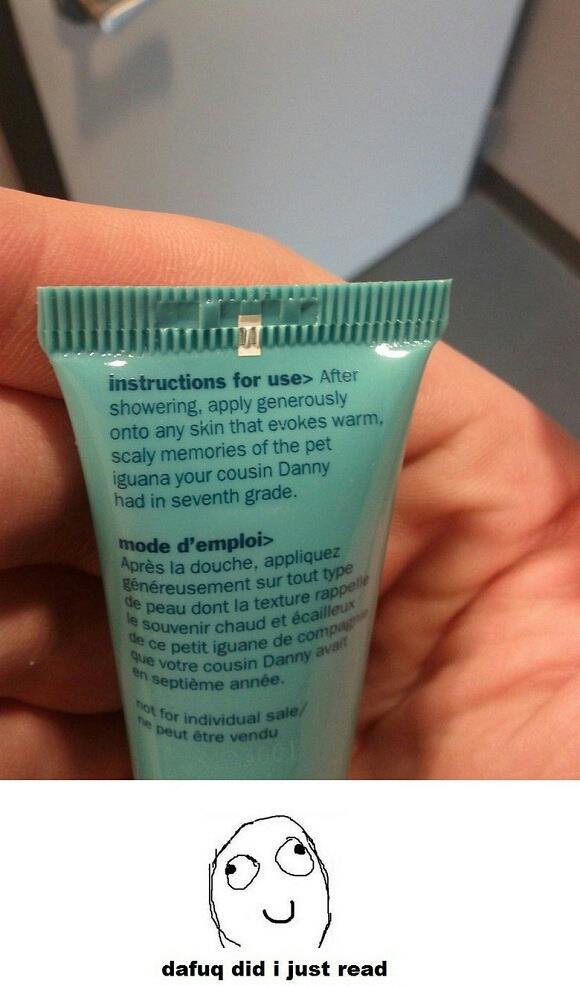 instructions for use> After
showering, apply generously
onto any skin that evokes warm,
scaly memories of the pet
iguana your cousin Danny
had in seventh grade.
mode d'emploi>
Après la douche, appliquez
généreusement sur tout type
de peau dont la texture rappelle
le souvenir chaud et écailleux
de ce petit iguane de compagnie
que votre cousin Danny avait
en septième année.
not for individual sale/
ne peut être vendu
dafuq did i just read